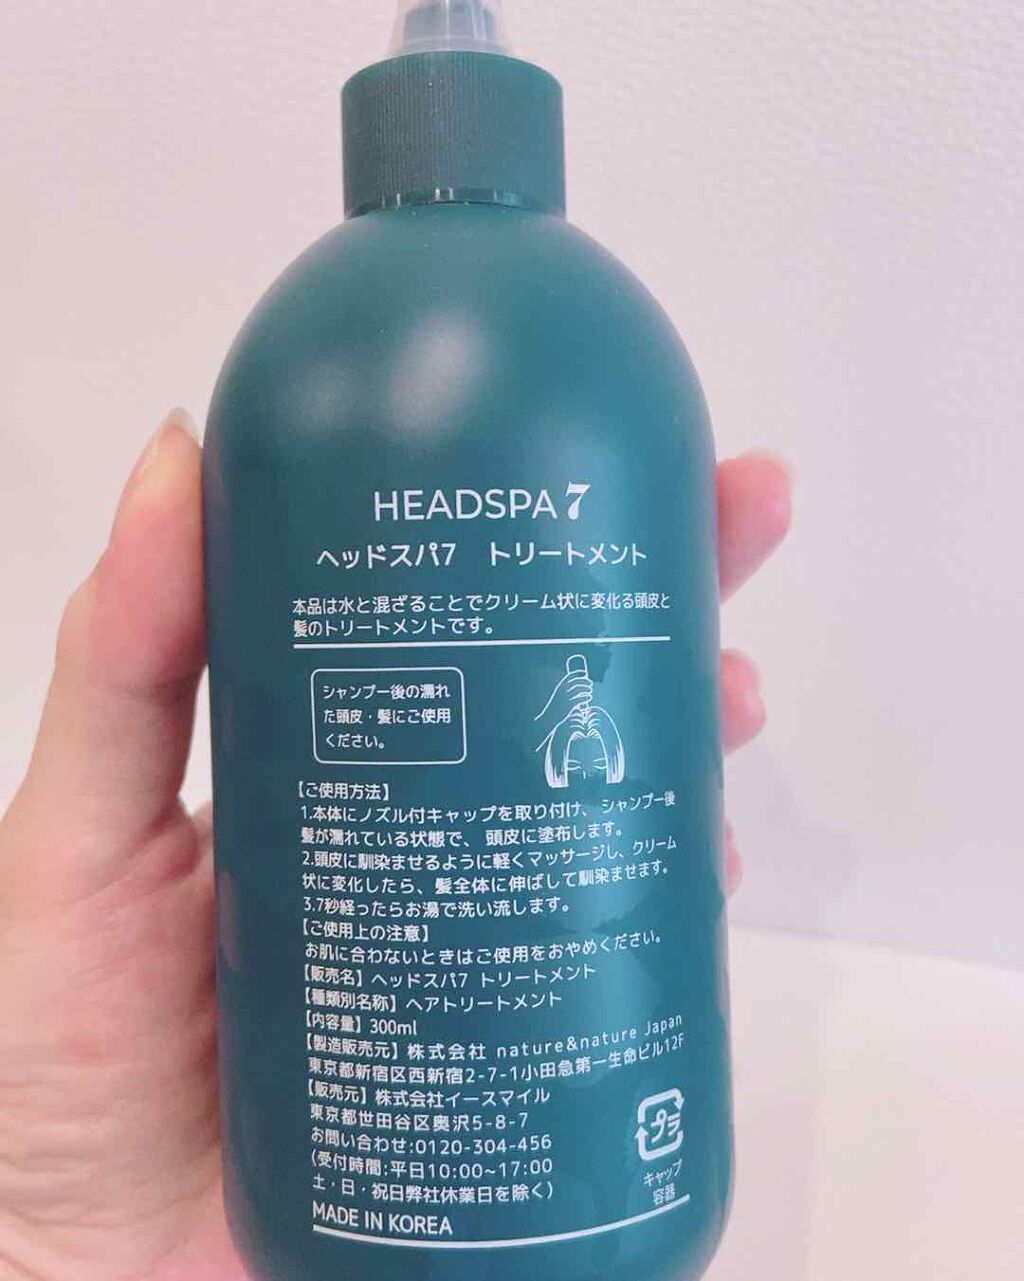 HEADSPA7
ヘッドスパ7 トリートメント
本品は水と混ざることでクリーム状に変化る頭皮と
髪のトリートメントです。
シャンプー後の濡れ
た頭皮・髪にご使用
ください。
【ご使用方法】
1.本体にノズル付キャップを取り付け、シャンプー後
髪が濡れている状態で、頭皮に塗布します。
2.頭皮に馴染ませるように軽くマッサージし、クリーム
状に変化したら、髪全体に伸ばして馴染ませます。
3.7秒経ったらお湯で洗い流します。
【ご使用上の注意】
お肌に合わないときはご使用をおやめください。
【販売名】ヘッドスパ7 トリートメント
【種類別名称】ヘアトリートメント
【内容量】300ml
【製造販売元】株式会社 nature&nature Japan
東京都新宿区西新宿2-7-1小田急第一生命ビル12F
【販売元】株式会社イースマイル
東京都世田谷区奥沢5-8-7
お問い合わせ:0120-304-456
(受付時間:平日10:00~17:00
土・日・祝日弊社休業日を除く)
プラ
キャップ
容器
MADE IN KOREA